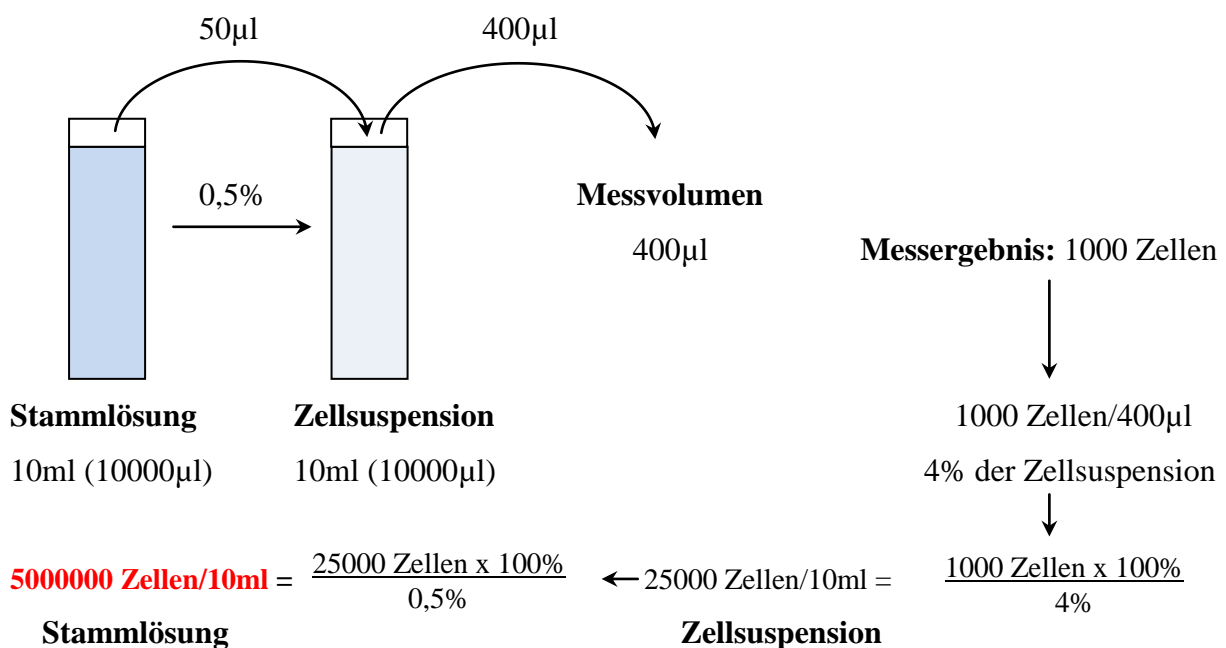 50µl 400µl
0,5%
Messvolumen
400µl
Messergebnis: 1000 Zellen
Stammlösung Zellsuspension
10ml (10000µl) 10ml (10000µl)
1000 Zellen/400µl
4% der Zellsuspension
5000000 Zellen/10ml = 25000 Zellen x 100%
0,5%
25000 Zellen/10ml = 1000 Zellen x 100%
4%
Stammlösung Zellsuspension